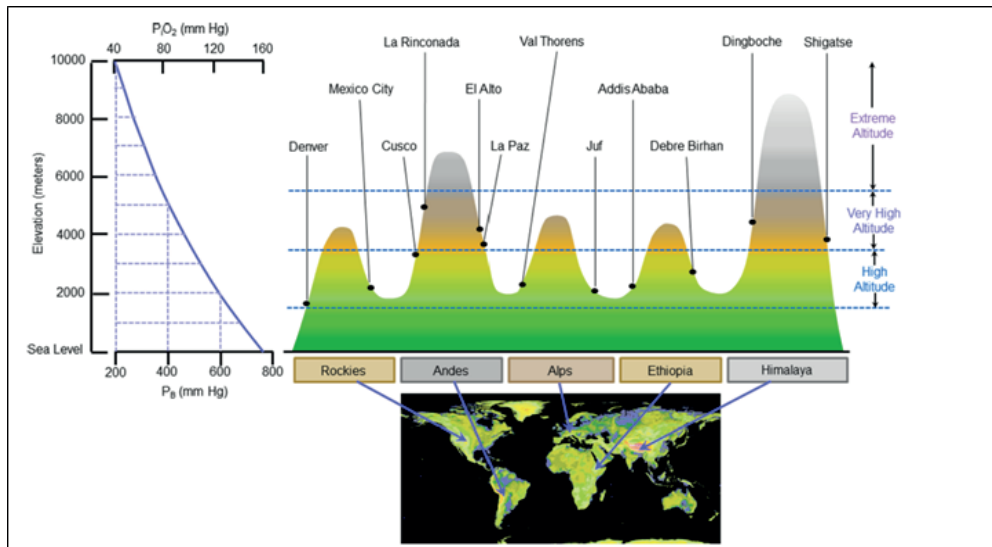 PIO2 (mm Hg)
40 80 120 160
10000
8000
6000
4000
2000
Sea Level
Elevation (meters)
200 400 600 800
PB (mm Hg)
La Rinconada
Val Thorens
Dingboche
Shigatse
Mexico City
El Alto
Addis Ababa
Denver
Cusco
La Paz
Juf
Debre Birhan
Extreme
Altitude
Very High
Altitude
High
Altitude
Rockies
Andes
Alps
Ethiopia
Himalaya